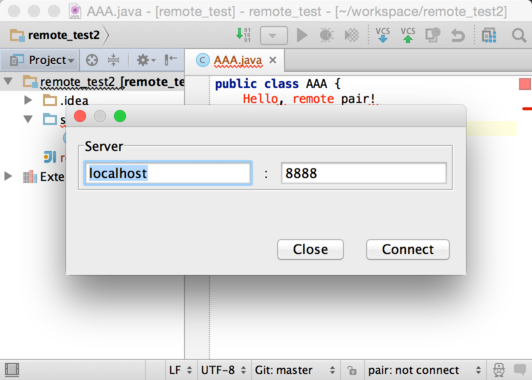 AAA.java - [remote_test] - remote_test - [~/workspace/remote_test2]
remote_test2
VCS VCS
Project
AAA.java
remote_test2 [remote_te
public class AAA {
.idea
Hello, remote pair!
s
Server
localhost : 8888
Exte
Close Connect
LF UTF-8 Git: master pair: not connect